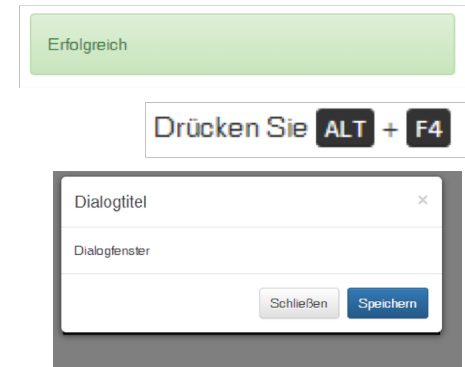 Erfolgreich
Drücken Sie ALT + F4
Dialogtitel ×
Dialogfenster
Schließen Speichern